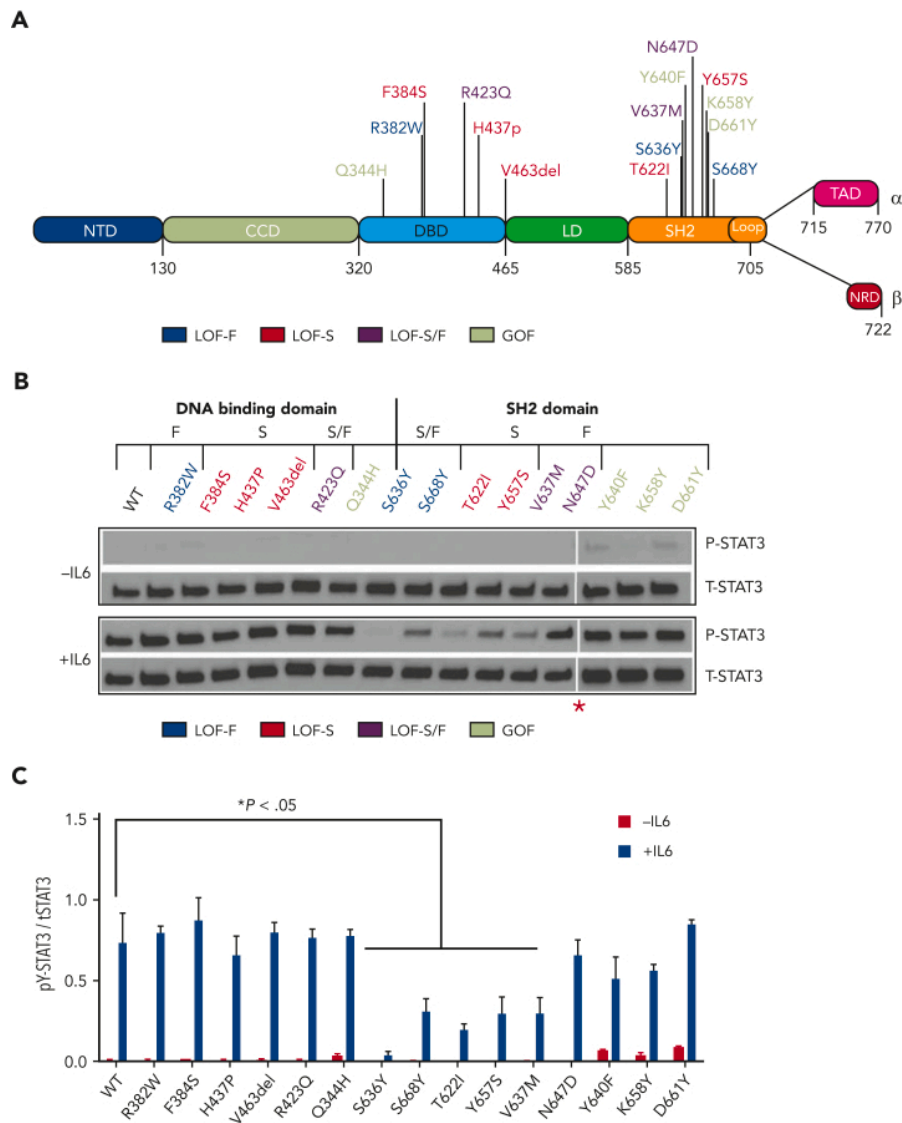 A
N647D
Y640F Y657S
F384S R423Q K658Y
V637M D661Y
R382W H437p S636Y
Q344H V463del T622I S668Y
NTD CCD DBD LD SH2 Loop TAD α
130 320 465 585 705 715 770
NRD β
722
LOF-F LOF-S LOF-S/F GOF
B
DNA binding domain SH2 domain
F S S/F S/F S F
WT R382W F384S H437P V463del R423Q Q344H S636Y S668Y T622I Y657S V637M N647D Y640F K658Y D661Y
–IL6 P-STAT3
T-STAT3
+IL6 P-STAT3
T-STAT3
*
LOF-F LOF-S LOF-S/F GOF
C
*P < .05
–IL6
+IL6
pY-STAT3 / tSTAT3
1.5
1.0
0.5
0.0
WT R382W F384S H437P V463del R423Q Q344H S636Y S668Y T622I Y657S V637M N647D Y640F K658Y D661Y